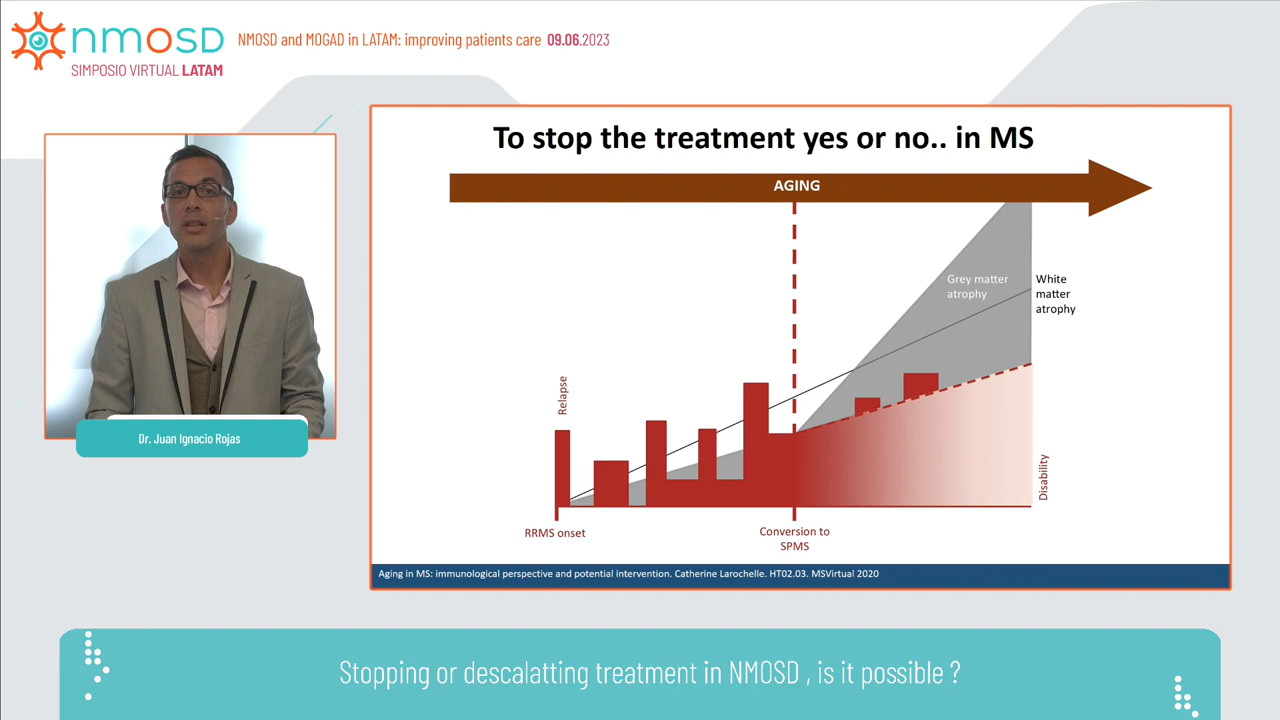 nmosd
SIMPOSIO VIRTUAL LATAM
NMOSD and MOGAD in LATAM: improving patients care 09.06.2023
Dr. Juan Ignacio Rojas
To stop the treatment yes or no.. in MS
AGING
Grey matter
atrophy
White
matter
atrophy
Relapse
Disability
RRMS onset
Conversion to
SPMS
Aging in MS: immunological perspective and potential intervention. Catherine Larochelle. HT02.03. MSVirtual 2020
Stopping or descalatting treatment in NMOSD , is it possible ?